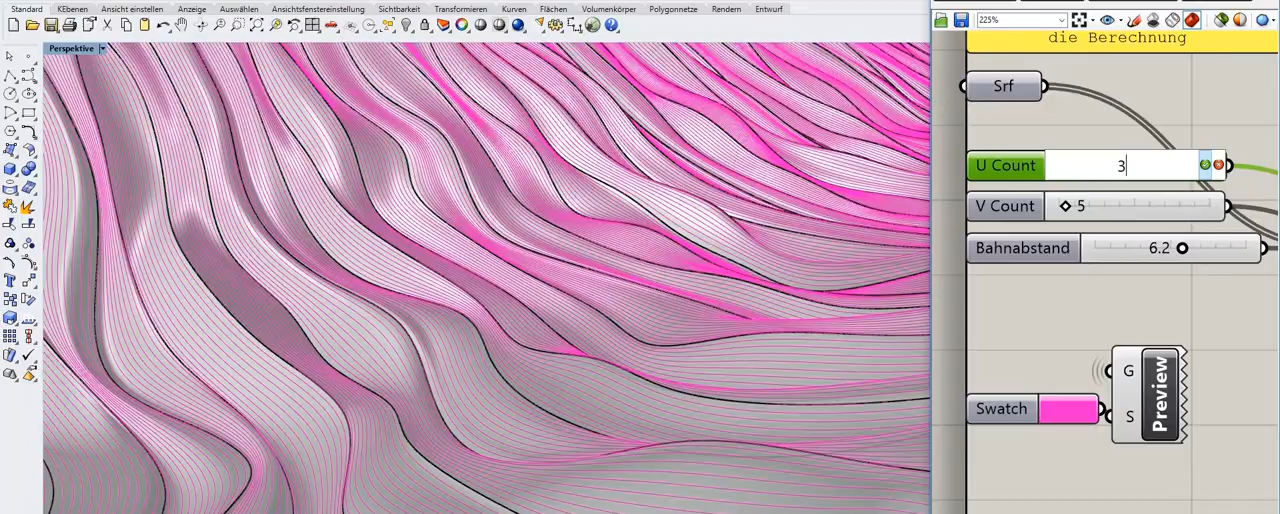 Standard KEbenen Ansicht einstellen Anzeige Auswählen Ansichtsfenstereinstellung Sichtbarkeit Transformieren Kurven Flächen Volumenkörper Polygonnetze Rendern Entwurf
Perspektive
225%
die Berechnung
Srf
U Count 3
V Count 5
Bahnabstand 6.2
G
Preview
Swatch
S